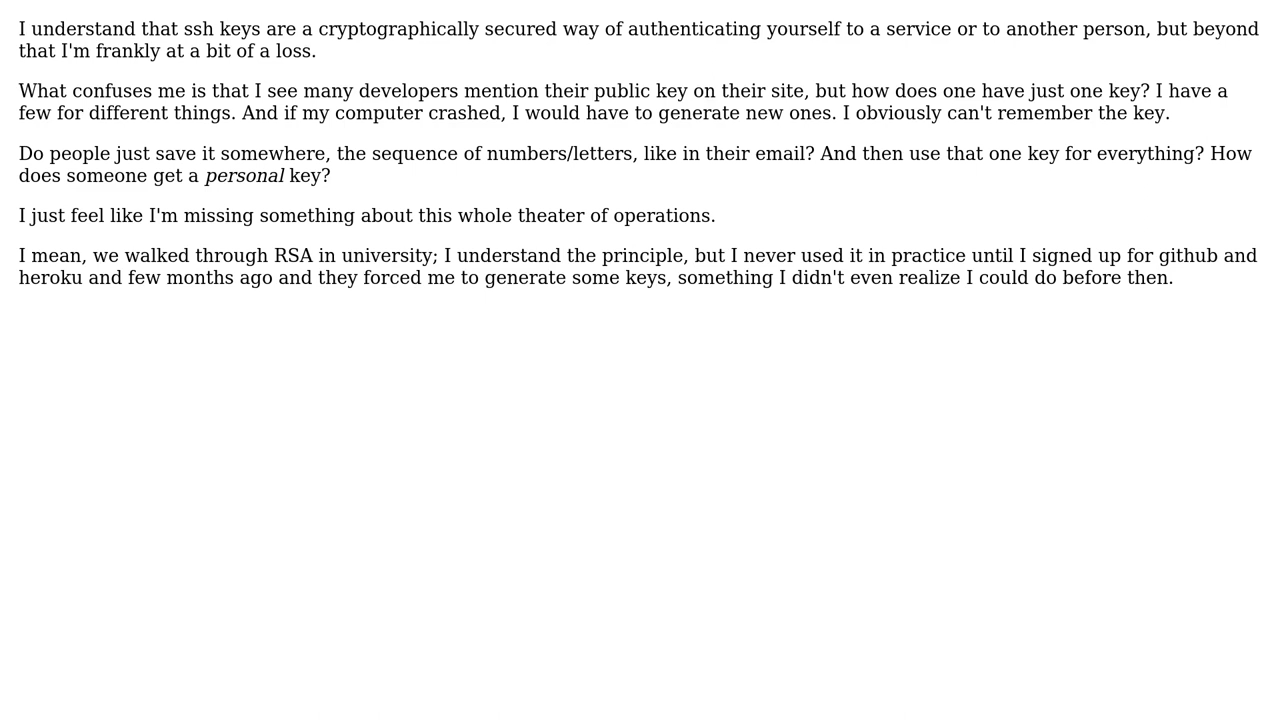 I understand that ssh keys are a cryptographically secured way of authenticating yourself to a service or to another person, but beyond
that I'm frankly at a bit of a loss.
What confuses me is that I see many developers mention their public key on their site, but how does one have just one key? I have a
few for different things. And if my computer crashed, I would have to generate new ones. I obviously can't remember the key.
Do people just save it somewhere, the sequence of numbers/letters, like in their email? And then use that one key for everything? How
does someone get a personal key?
I just feel like I'm missing something about this whole theater of operations.
I mean, we walked through RSA in university; I understand the principle, but I never used it in practice until I signed up for github and
heroku and few months ago and they forced me to generate some keys, something I didn't even realize I could do before then.